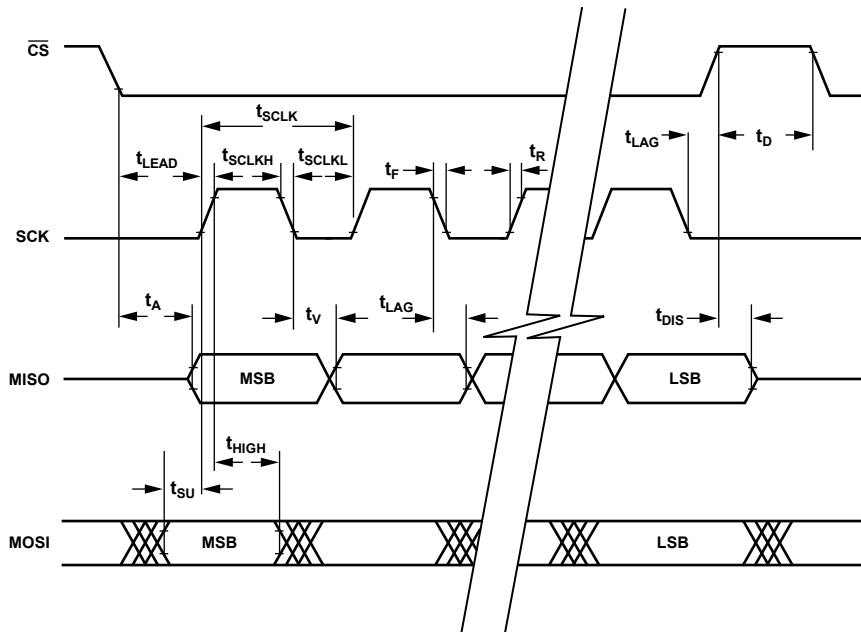 CS
tSCLK
tLEAD
tSCLKH
tSCLKL
tF
tR
tLAG
tD
SCK
tA
tV
tLAG
tDIS
MISO
MSB
LSB
tHIGH
tSU
MOSI
MSB
LSB